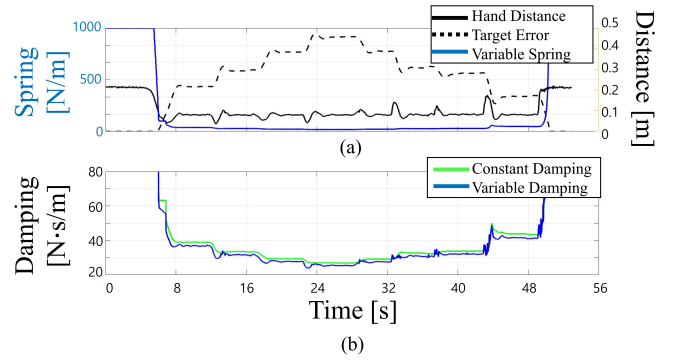 1000
500
0
Spring
[N/m]
Hand Distance
Target Error
Variable Spring
0.5
0.4
0.3
0.2
0.1
0
Distance [m]
(a)
80
60
40
20
Damping
[N·s/m]
Constant Damping
Variable Damping
0 8 16 24 32 40 48 56
Time [s]
(b)